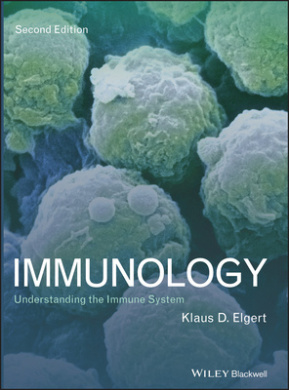 Second Edition
IMMUNOLOGY
Understanding the Immune System
Klaus D. Elgert
WILEY Blackwell